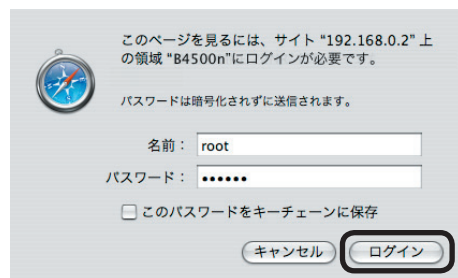 このページを見るには、サイト “192.168.0.2” 上
の領域 “B4500n”にログインが必要です。
パスワードは暗号化されずに送信されます。
名前： root
パスワード： ••••••
このパスワードをキーチェーンに保存
キャンセル ログイン